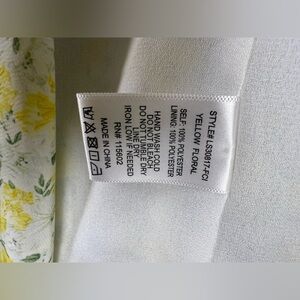 STYLE# LS30817-FCI
YELLOW FLORAL
SELF: 100% POLYESTER
LINING: 100% POLYESTER
HAND WASH COLD
DO NOT BLEACH
DO NOT TUMBLE DRY
LINE DRY
IRON LOW IF NEEDED
MADE IN CHINA
RN# 115602